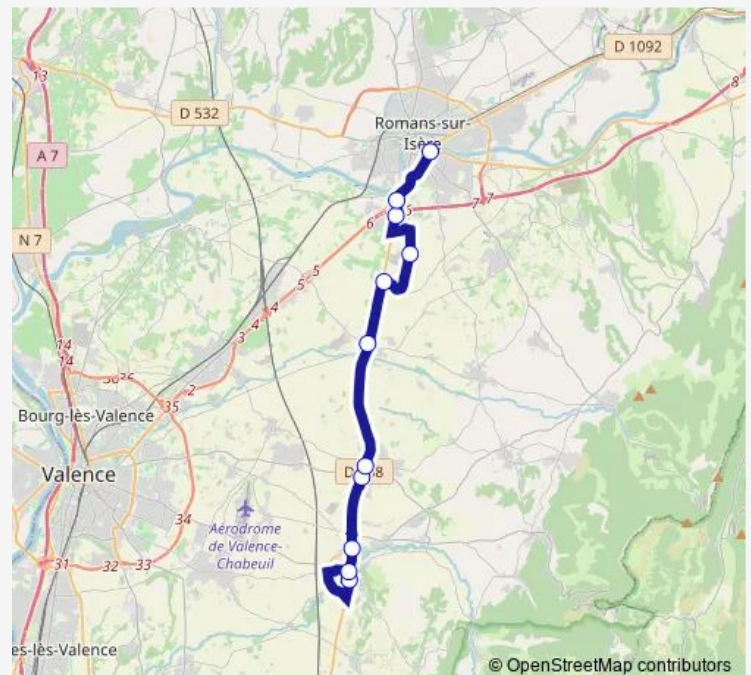 13
D 1092
D 532
8
Romans-sur-
Isère
A 7
7 7
6
N 7
5
5
4
4
3
14
14
2
35
Bourg-lès-Valence
Valence
34
Aérodrome
de Valence-
Chabeuil
31
32
33
es-lès-Valence
© OpenStreetMap contributors